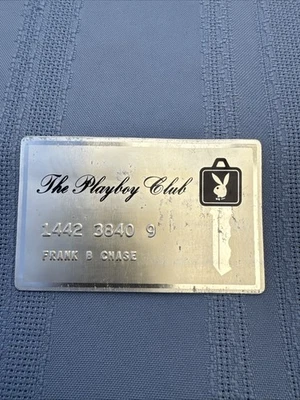 The Playboy Club
1442 3840 9
FRANK B CHASE